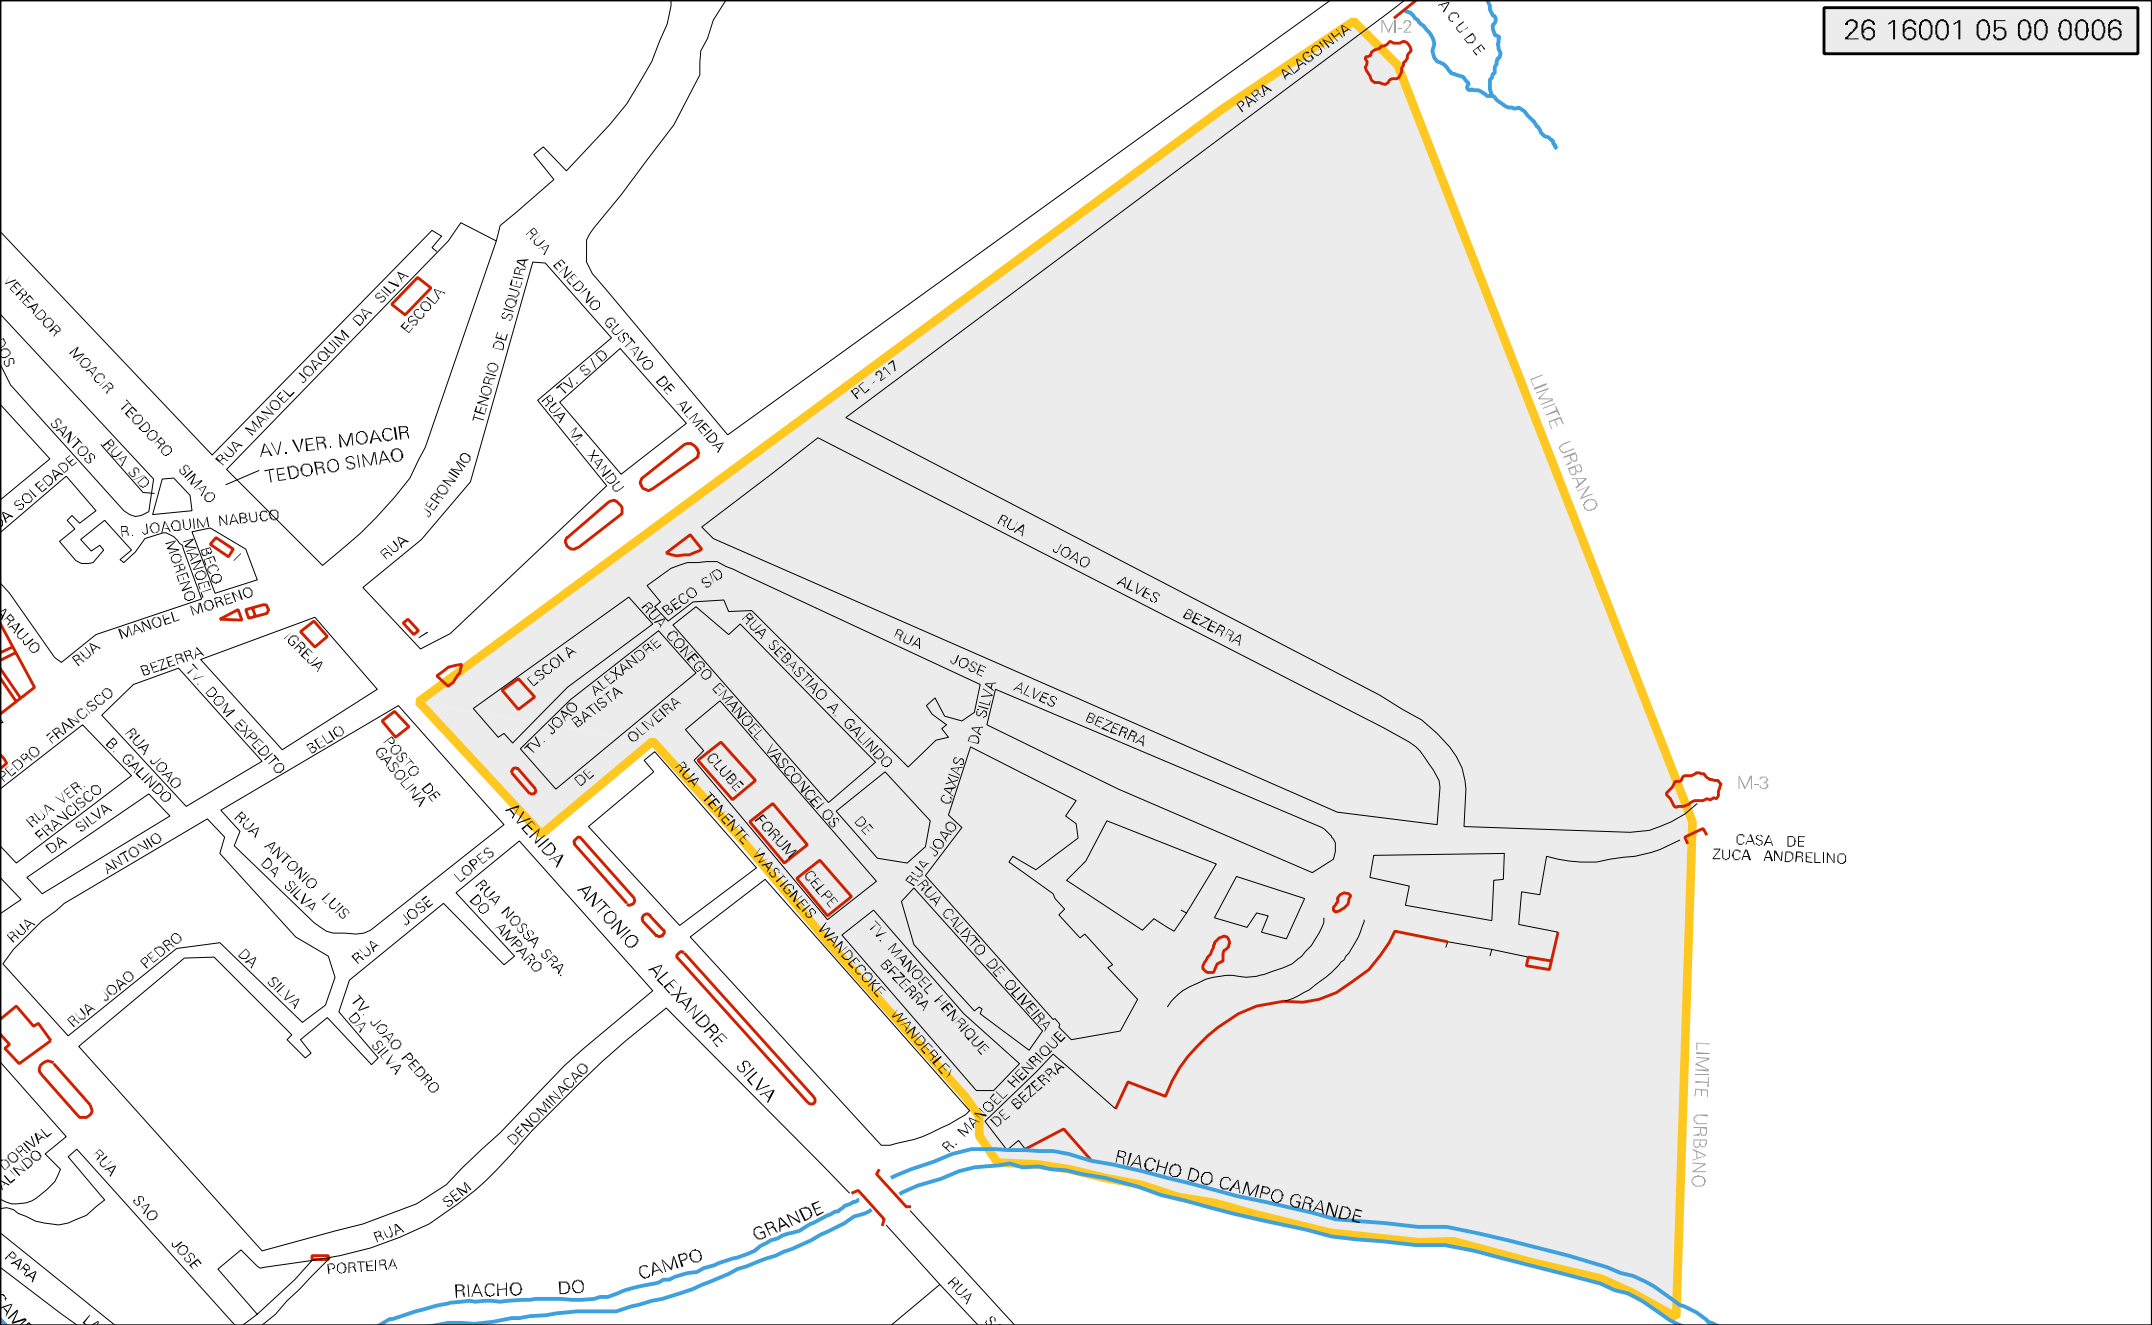 26 16001 05 00 0006
M-2
ACUDE
PARA ALAGOINHA
PE-217
LIMITE URBANO
RUA ENEDINO GUSTAVO DE ALMEIDA
VEREADOR MOACIR TEODORO SIMAO
RUA MANOEL JOAQUIM DA SILVA
ESCOLA
RUA JERONIMO TENORIO DE SIQUEIRA
TV. S/D
RUA M. XANDU
AV. VER. MOACIR
TEDORO SIMAO
SANTOS
RUA S/D
DA SOLEDADE
R. JOAQUIM NABUCO
BECO
MANOEL
MORENO
RUA MANOEL MORENO
ARAUJO
IGREJA
BEZERRA
PEDRO FRANCISCO
TV. DOM EXPEDITO
RUA JOAO
B. GALINDO
RUA VER.
FRANCISCO
DA SILVA
RUA ANTONIO BELIO
POSTO DE
GASOLINA
RUA ANTONIO LUIS
DA SILVA
RUA JOSE LOPES
RUA NOSSA SRA.
DO AMPARO
RUA JOAO PEDRO DA SILVA
TV. JOAO PEDRO
DA SILVA
AVENIDA ANTONIO ALEXANDRE SILVA
RUA SEM DENOMINACAO
DORIVAL
RUA SAO JOSE
PORTEIRA
PARA
RIACHO DO CAMPO GRANDE
RUA
BECO S/D
ESCOLA
TV. JOAO ALEXANDRE
BATISTA
RUA CONEGO EMANOEL VASCONCELOS
RUA SEBASTIAO A. GALINDO
DE OLIVEIRA
DE
CLUBE
FORUM
CELPE
RUA TENENTE WASTIGNEIS WANDECOKE WANDERLEY
RUA JOAO ALVES BEZERRA
RUA JOSE ALVES BEZERRA
RUA JOAO CAXIAS DA SILVA
RUA CALIXTO DE OLIVEIRA
TV. MANOEL HENRIQUE
BEZERRA
R. MANOEL HENRIQUE
DE BEZERRA
RIACHO DO CAMPO GRANDE
M-3
CASA DE
ZUCA ANDRELINO
LIMITE URBANO